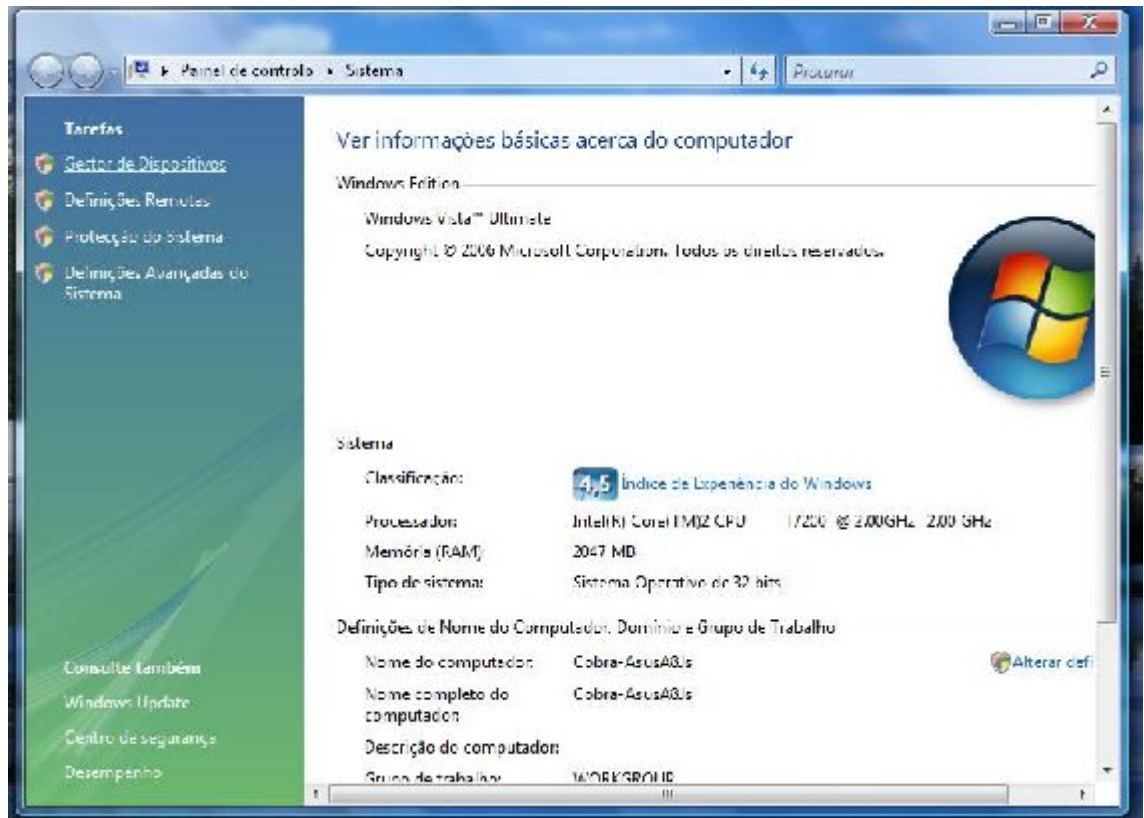 Painel de controlo ▸ Sistema
Procurar
Tarefas
Gestor de Dispositivos
Definições Remotas
Protecção do Sistema
Definições Avançadas do
Sistema
Ver informações básicas acerca do computador
Windows Edition
Windows Vista™ Ultimate
Copyright © 2006 Microsoft Corporation. Todos os direitos reservados.
Sistema
Classificação:
4,5 Índice de Experiência do Windows
Processador: Intel(R) Core(TM)2 CPU T7200 @ 2.00GHz 2.00 GHz
Memória (RAM): 2047 MB
Tipo de sistema: Sistema Operativo de 32 bits
Definições de Nome do Computador, Domínio e Grupo de Trabalho
Nome do computador: Cobra-AsusA8Js
Alterar defi
Nome completo do
computador: Cobra-AsusA8Js
Descrição do computador:
Grupo de trabalho: WORKGROUP
Consulte também
Windows Update
Centro de segurança
Desempenho